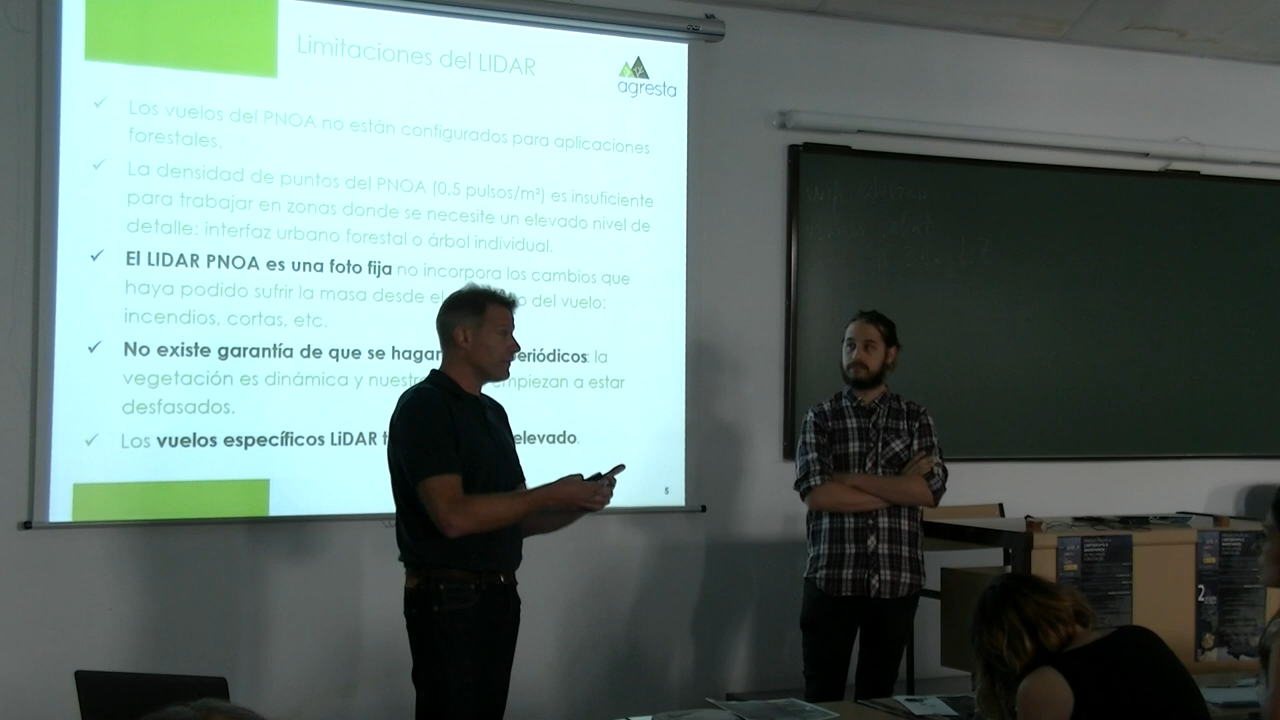 Limitaciones del LIDAR
agresta
Los vuelos del PNOA no están configurados para aplicaciones
forestales.
La densidad de puntos del PNOA (0,5 pulsos/m²) es insuficiente
para trabajar en zonas donde se necesite un elevado nivel de
detalle: interfaz urbano forestal o árbol individual.
El LIDAR PNOA es una foto fija no incorpora los cambios que
haya podido sufrir la masa desde el o del vuelo:
incendios, cortas, etc.
No existe garantía de que se hagan eriódicos: la
vegetación es dinámica y nuestr empiezan a estar
desfasados.
Los vuelos específicos LiDAR t elevado.
5
2